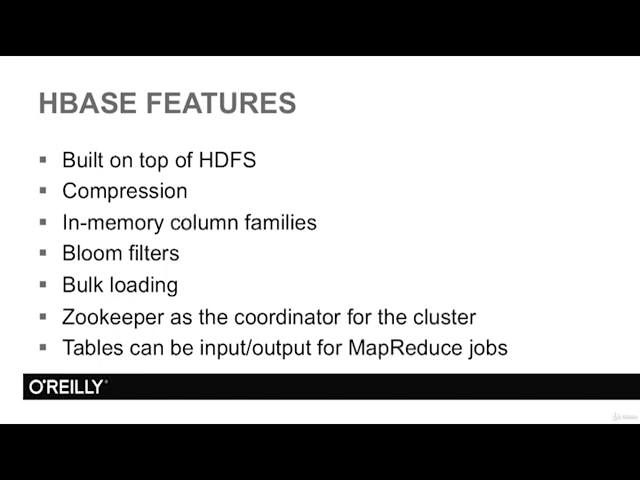 HBASE FEATURES
▪ Built on top of HDFS
▪ Compression
▪ In-memory column families
▪ Bloom filters
▪ Bulk loading
▪ Zookeeper as the coordinator for the cluster
▪ Tables can be input/output for MapReduce jobs
O'REILLY®